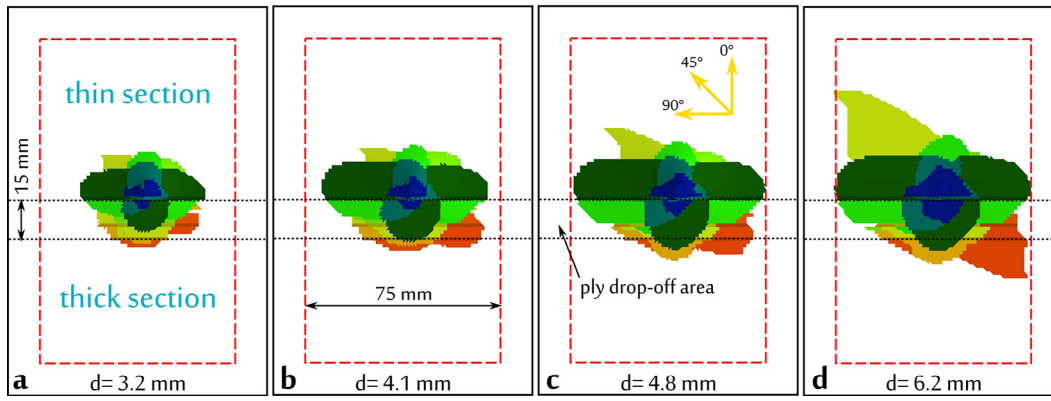 thin section
15 mm
thick section
a
d= 3.2 mm
75 mm
b
d= 4.1 mm
0°
45°
90°
ply drop-off area
c
d= 4.8 mm
d
d= 6.2 mm